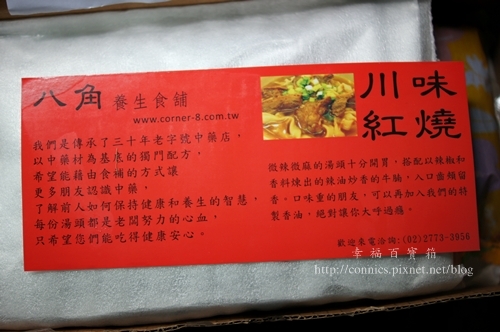 八角 養生食舖
www.corner-8.com.tw
我們是傳承了三十年老字號中藥店，
以中藥材為基底的獨門配方，
希望能藉由食補的方式讓
更多朋友認識中藥，
了解前人如何保持健康和養生的智慧，
每份湯頭都是老闆努力的心血，
只希望您們能吃得健康安心。
川味
紅燒
微辣微麻的湯頭十分開胃，搭配以辣椒和
香料煉出的辣油炒香的牛腩，入口齒頰留
香。口味重的朋友，可以再加入我們的特
製香油，絕對讓你大呼過癮。
歡迎來電洽詢:(02)2773-3956
幸福百寶箱
http://connics.pixnet.net/blog